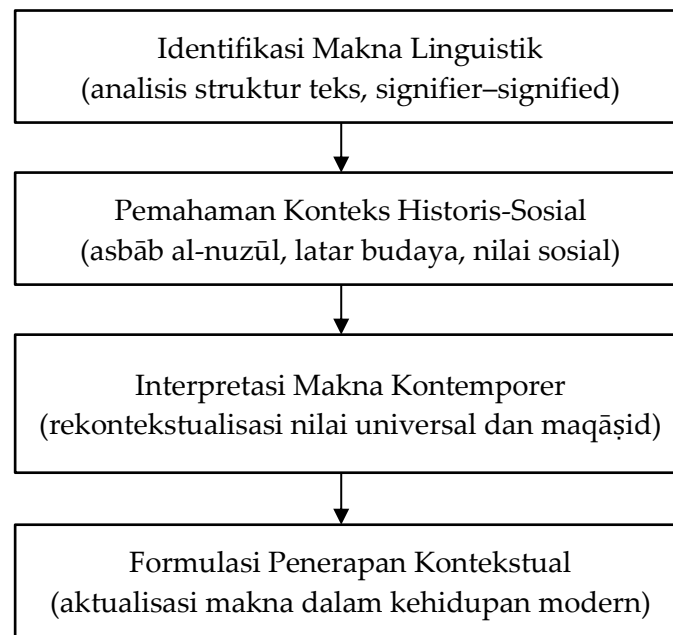 Identifikasi Makna Linguistik
(analisis struktur teks, signifier–signified)
Pemahaman Konteks Historis-Sosial
(asbāb al-nuzūl, latar budaya, nilai sosial)
Interpretasi Makna Kontemporer
(rekontekstualisasi nilai universal dan maqāṣid)
Formulasi Penerapan Kontekstual
(aktualisasi makna dalam kehidupan modern)